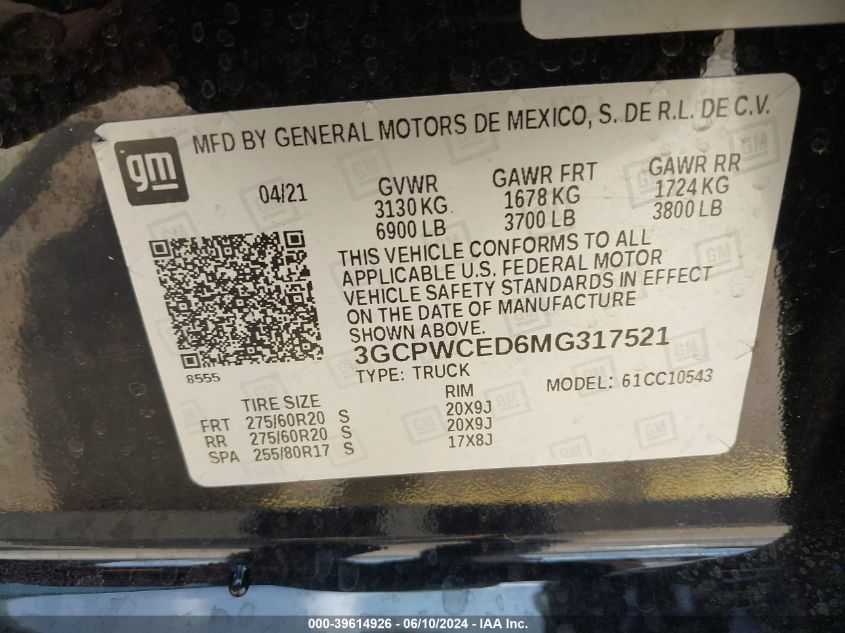 MFD BY GENERAL MOTORS DE MEXICO, S. DE R.L. DE C.V.
gm
04/21
GVWR GAWR FRT GAWR RR
3130 KG 1678 KG 1724 KG
6900 LB 3700 LB 3800 LB
THIS VEHICLE CONFORMS TO ALL
APPLICABLE U.S. FEDERAL MOTOR
VEHICLE SAFETY STANDARDS IN EFFECT
ON THE DATE OF MANUFACTURE
SHOWN ABOVE.
3GCPWCED6MG317521
8555
TYPE: TRUCK MODEL: 61CC10543
TIRE SIZE RIM
FRT 275/60R20 S 20X9J
RR 275/60R20 S 20X9J
SPA 255/80R17 S 17X8J
000-39614926 - 06/10/2024 - IAA Inc.